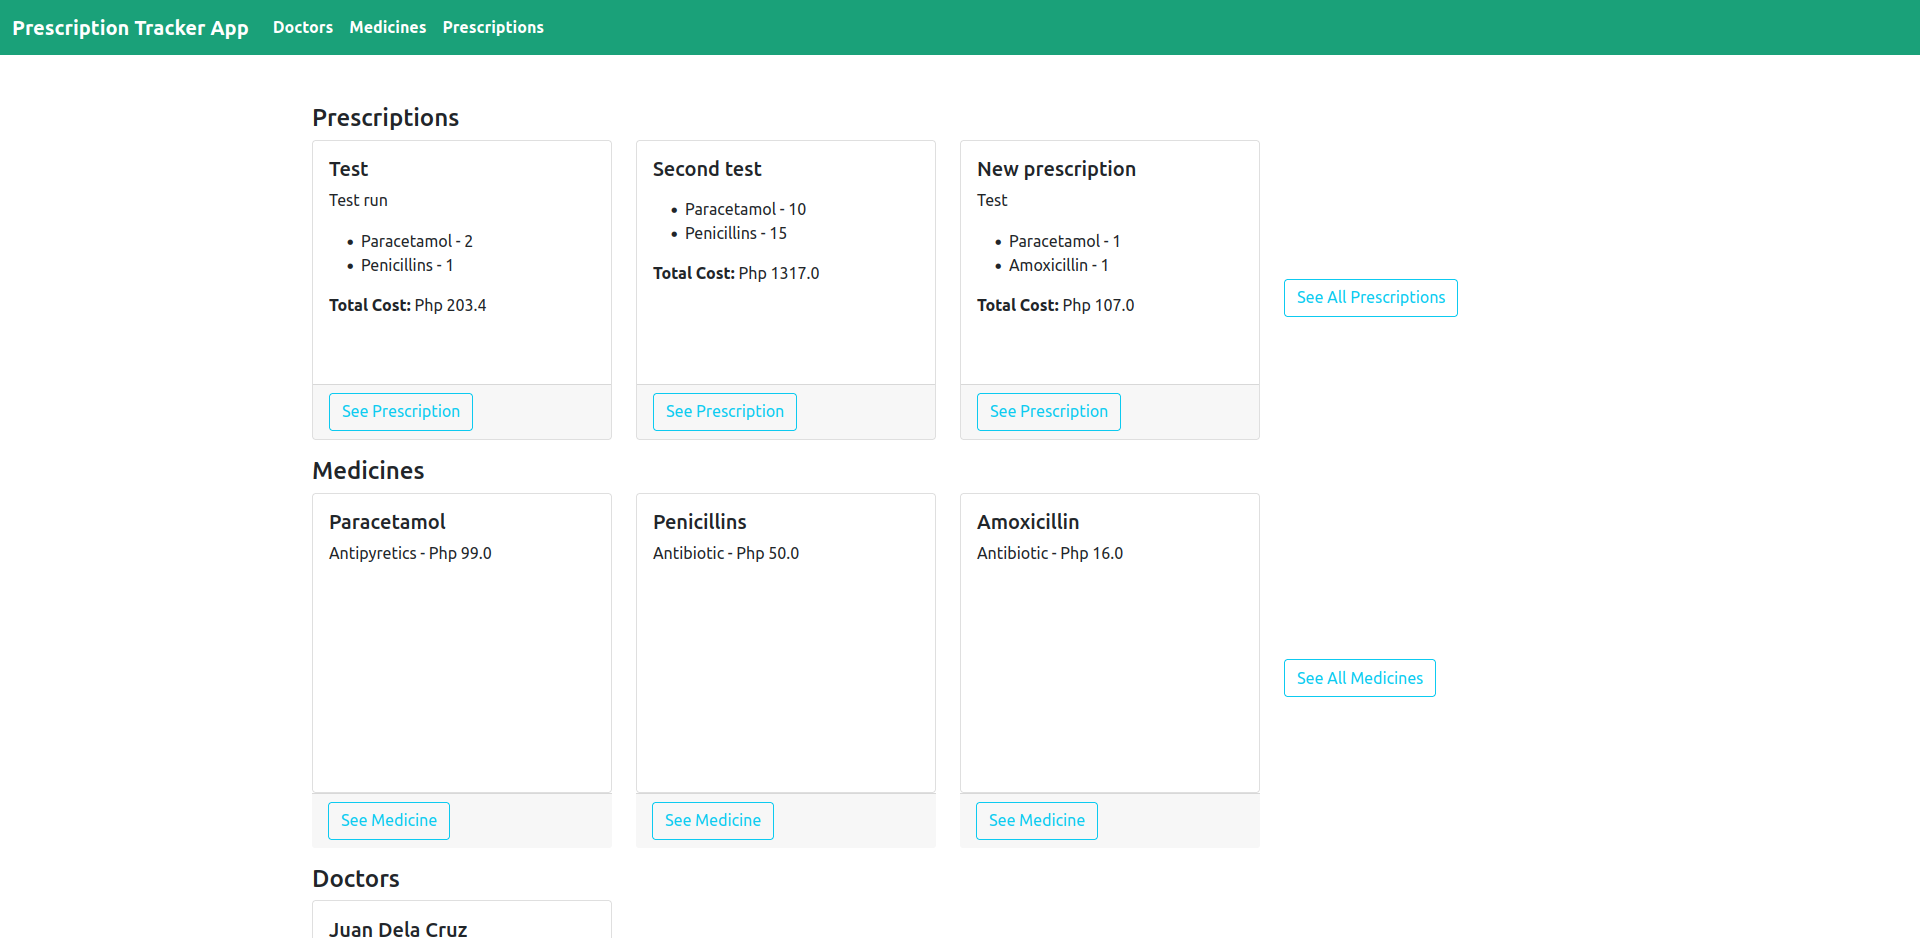 Prescription Tracker App Doctors Medicines Prescriptions
Prescriptions
Test
Test run
Paracetamol - 2
Penicillins - 1
Total Cost: Php 203.4
See Prescription
Second test
Paracetamol - 10
Penicillins - 15
Total Cost: Php 1317.0
See Prescription
New prescription
Test
Paracetamol - 1
Amoxicillin - 1
Total Cost: Php 107.0
See Prescription
See All Prescriptions
Medicines
Paracetamol
Antipyretics - Php 99.0
See Medicine
Penicillins
Antibiotic - Php 50.0
See Medicine
Amoxicillin
Antibiotic - Php 16.0
See Medicine
See All Medicines
Doctors
Juan Dela Cruz